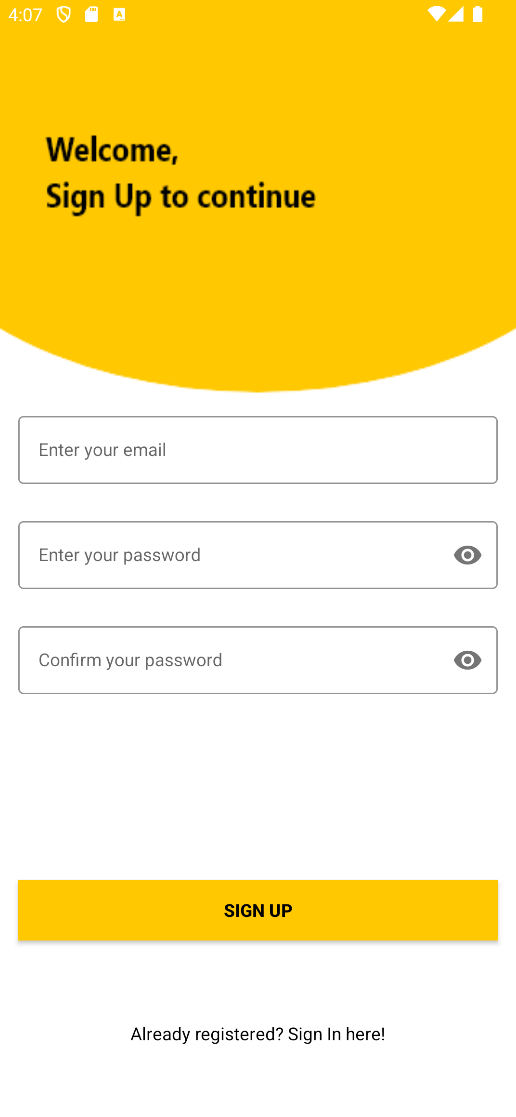 4:07
Welcome,
Sign Up to continue
Enter your email
Enter your password
Confirm your password
SIGN UP
Already registered? Sign In here!